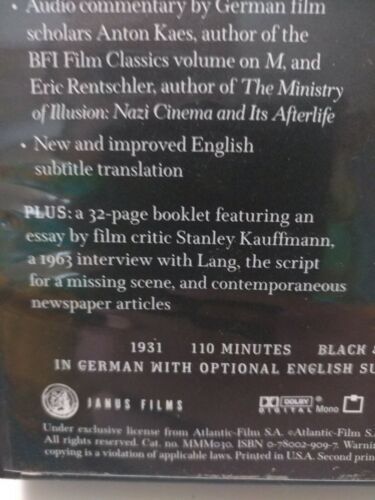 • Audio commentary by German film
scholars Anton Kaes, author of the
BFI Film Classics volume on M, and
Eric Rentschler, author of The Ministry
of Illusion: Nazi Cinema and Its Afterlife
• New and improved English
subtitle translation
PLUS: a 32-page booklet featuring an
essay by film critic Stanley Kauffmann,
a 1963 interview with Lang, the script
for a missing scene, and contemporaneous
newspaper articles
1931 110 MINUTES BLACK &
IN GERMAN WITH OPTIONAL ENGLISH SU
JANUS FILMS
DOLBY
DIGITAL Mono
Under exclusive license from Atlantic-Film S.A. ©Atlantic-Film S.
All rights reserved. Cat. no. MMM030. ISBN 0-78002-909-7. Warnin
copying is a violation of applicable laws. Printed in U.S.A. Second prin